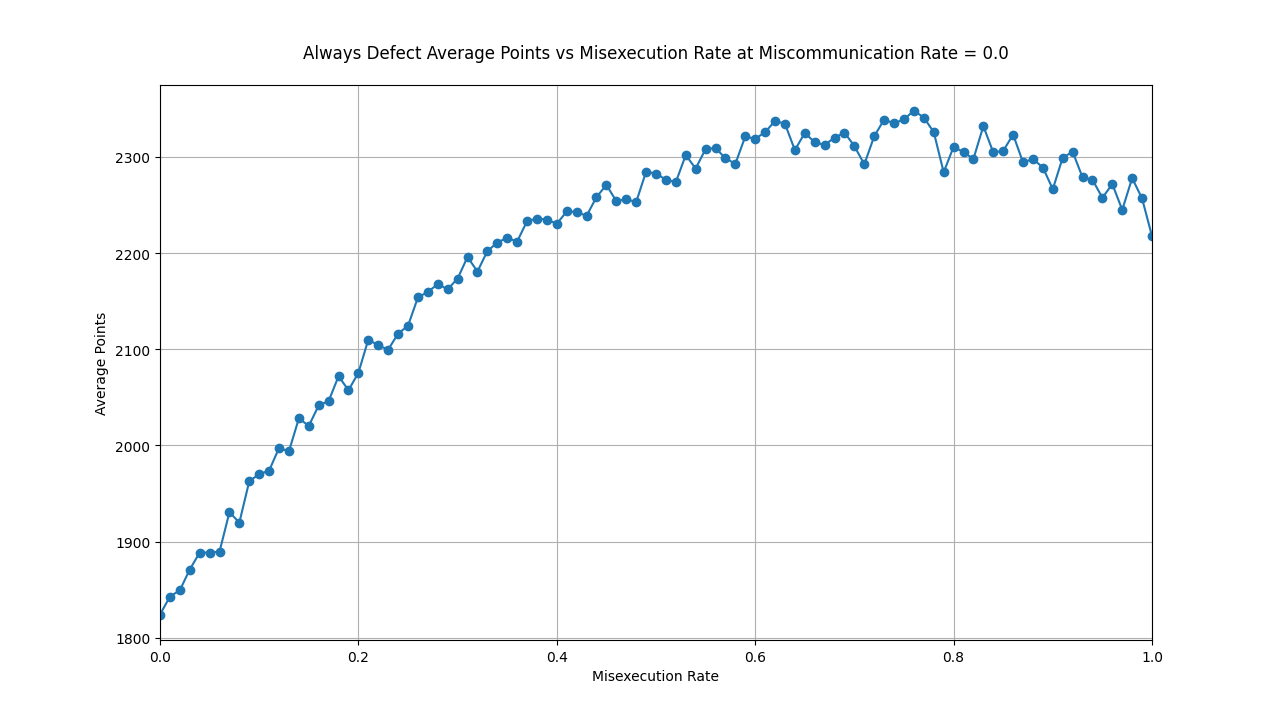 Always Defect Average Points vs Misexecution Rate at Miscommunication Rate = 0.0
Average Points
2300
2200
2100
2000
1900
1800
0.0 0.2 0.4 0.6 0.8 1.0
Misexecution Rate